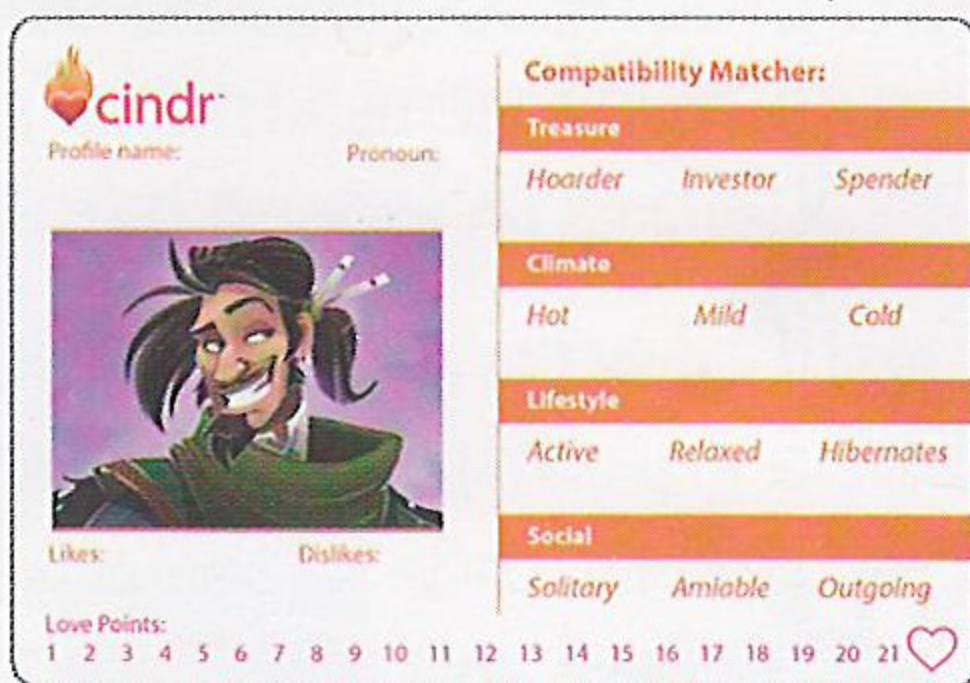 cindr
Profile name: Pronoun:
Likes: Dislikes:
Compatibility Matcher:
Treasure
Hoarder Investor Spender
Climate
Hot Mild Cold
Lifestyle
Active Relaxed Hibernates
Social
Solitary Amiable Outgoing
Love Points:
1 2 3 4 5 6 7 8 9 10 11 12 13 14 15 16 17 18 19 20 21